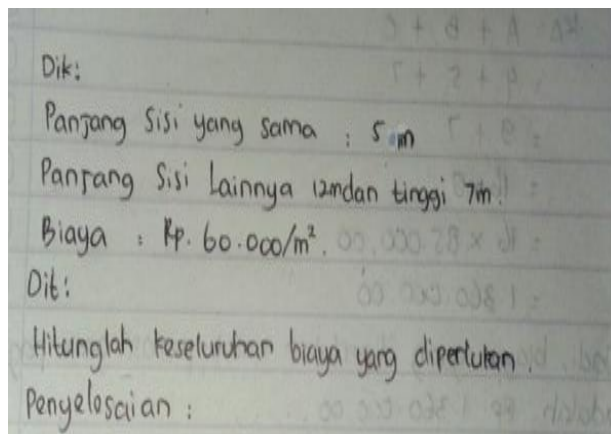 Dik:
Panjang sisi yang sama : 5 m
Panjang sisi lainnya 12m dan tinggi 7m.
Biaya : Rp. 60.000/m².
Dit:
Hitunglah keseluruhan biaya yang diperlukan.
Penyelosaian :